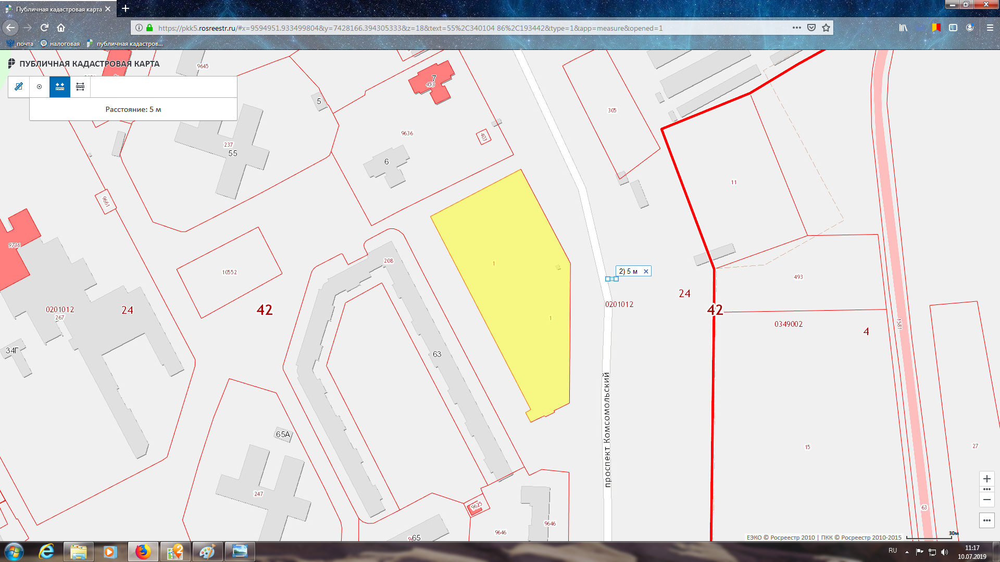 Публичная кадастровая карта
https://pkk5.rosreestr.ru/#x=9594951.933499804&y=7428166.394305333&z=18&text=55%2C340104 86%2C193442&type=1&app=measure&opened=1
почта
налоговая
публичная кадастров...
ПУБЛИЧНАЯ КАДАСТРОВАЯ КАРТА
Расстояние: 5 м
9645
7
453
5
305
9636
403
237
55
6
11
9661
9736
208
10552
1
2) 5 м
493
24
0201012
0201012
267
24
42
42
1
0349002
4
1581
34Г
63
проспект Комсомольский
65А
15
27
247
9625
63
9646
9646
65
ЕЭКО © Росреестр 2010 | ПКК © Росреестр 2010-2015
30м
RU
11:17
10.07.2019